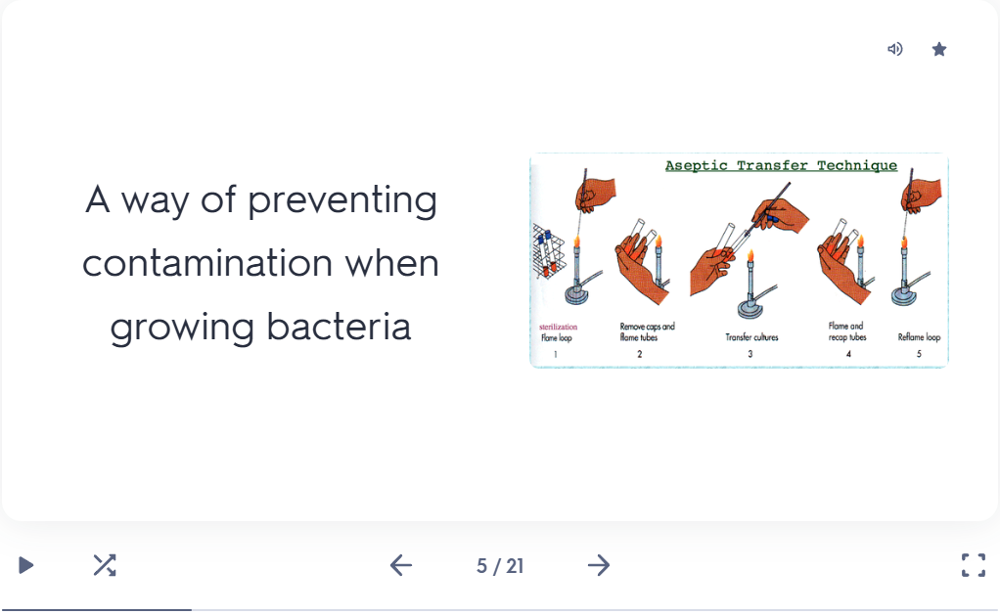 A way of preventing
contamination when
growing bacteria
Aseptic Transfer Technique
sterilization
Flame loop
1
Remove caps and
flame tubes
2
Transfer cultures
3
Flame and
recap tubes
4
Reflame loop
5
5 / 21